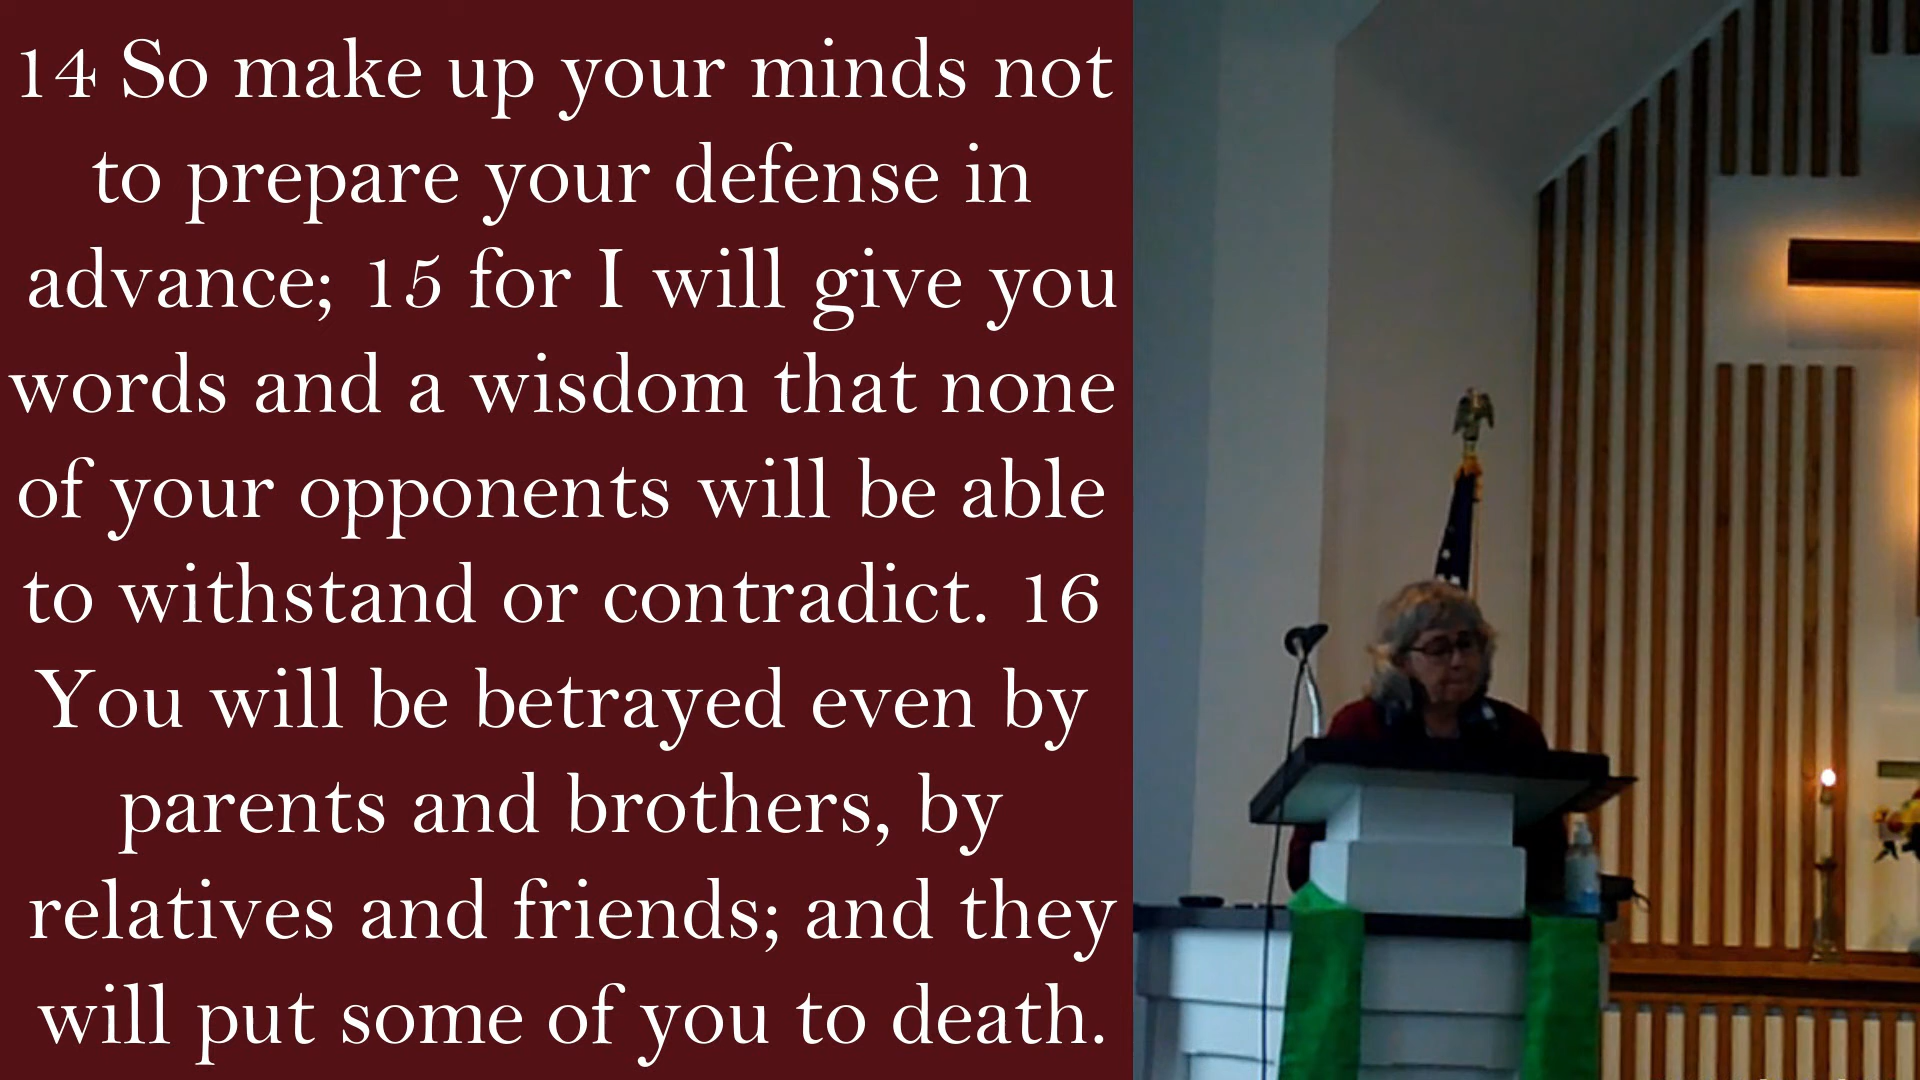 14 So make up your minds not
to prepare your defense in
advance; 15 for I will give you
words and a wisdom that none
of your opponents will be able
to withstand or contradict. 16
You will be betrayed even by
parents and brothers, by
relatives and friends; and they
will put some of you to death.